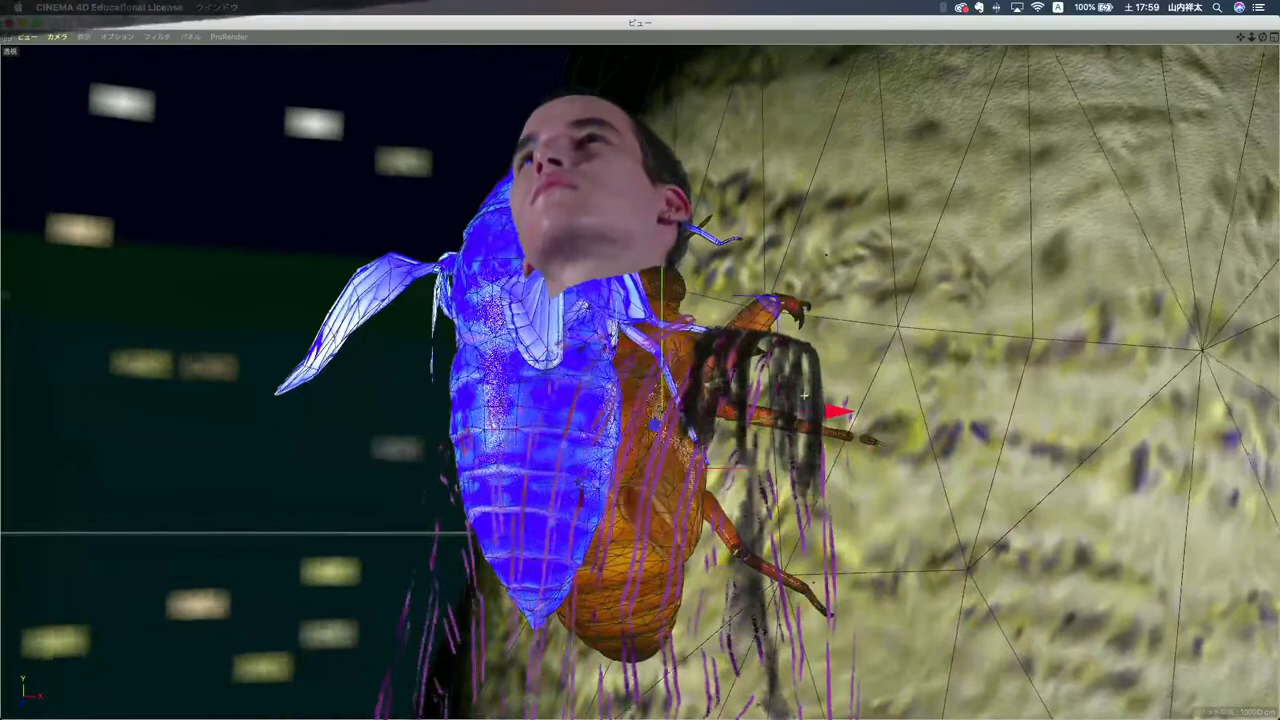 CINEMA 4D Educational License ウインドウ
100% 土 17:59 山内祥太
ビュー
ビュー カメラ 表示 オプション フィルタ パネル ProRender
透視
Y
X